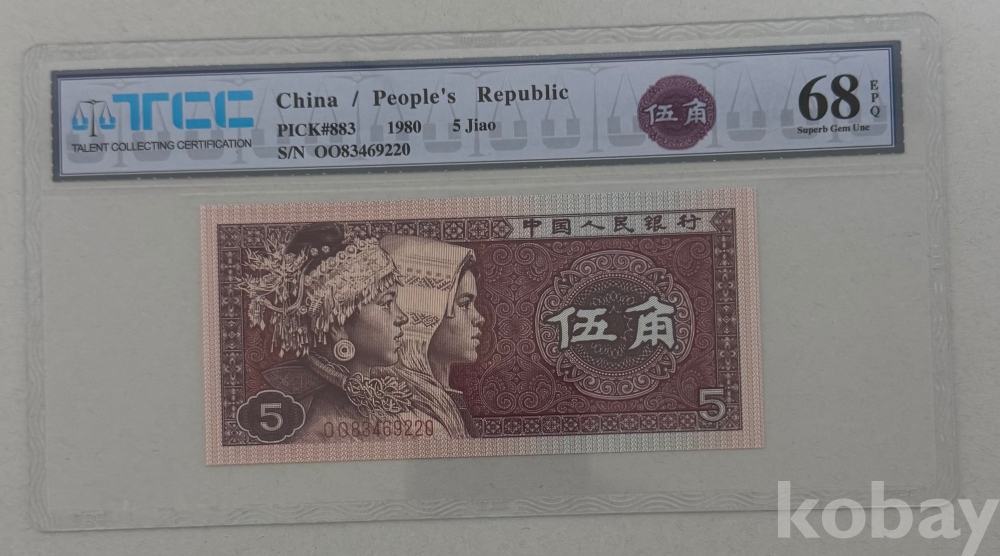 TCC
TALENT COLLECTING CERTIFICATION
China / People's Republic
PICK#883 1980 5 Jiao
S/N OO83469220
伍角
68 EPQ
Superb Gem Unc
中国人民银行
伍角
5
OO83469220
5
kobay